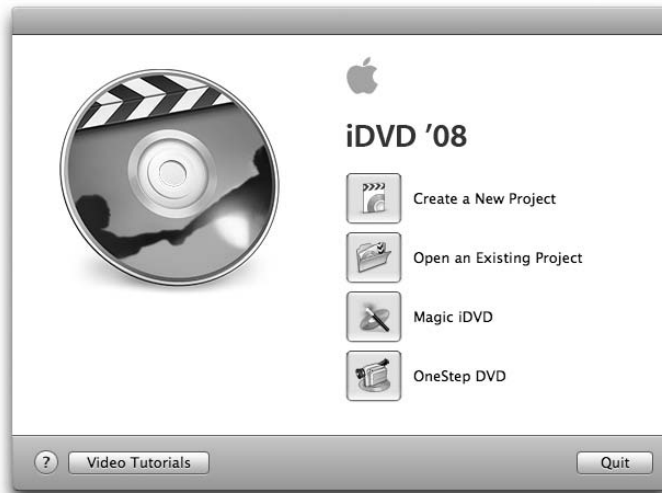 iDVD ’08
Create a New Project
Open an Existing Project
Magic iDVD
OneStep DVD
? Video Tutorials Quit